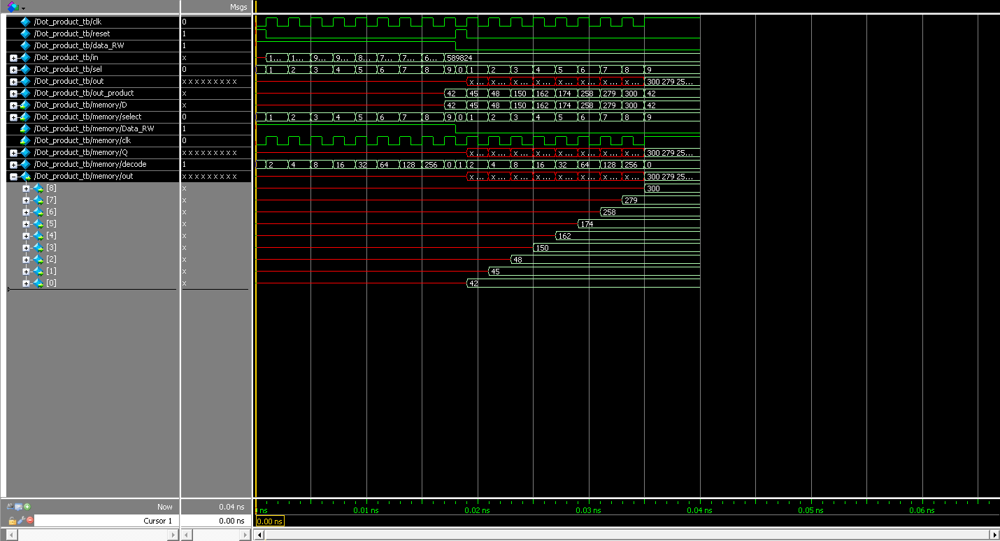 Msgs
/Dot_product_tb/clk 0
/Dot_product_tb/reset 1
/Dot_product_tb/data_RW 1
/Dot_product_tb/in x 1... 1... 9... 9... 8... 7... 7... 6... 589824
/Dot_product_tb/sel 0 1 2 3 4 5 6 7 8 9 0 1 2 3 4 5 6 7 8 9
/Dot_product_tb/out x x x x x x x x x x ... x ... x ... x ... x ... x ... x ... x ... 300 279 25...
/Dot_product_tb/out_product x 42 45 48 150 162 174 258 279 300 42
/Dot_product_tb/memory/D x 42 45 48 150 162 174 258 279 300 42
/Dot_product_tb/memory/select 0 1 2 3 4 5 6 7 8 9 0 1 2 3 4 5 6 7 8 9
/Dot_product_tb/memory/Data_RW 1
/Dot_product_tb/memory/clk 0
/Dot_product_tb/memory/Q x x x x x x x x x x ... x ... x ... x ... x ... x ... x ... x ... 300 279 25...
/Dot_product_tb/memory/decode 1 2 4 8 16 32 64 128 256 0 1 2 4 8 16 32 64 128 256 0
/Dot_product_tb/memory/out x x x x x x x x x x ... x ... x ... x ... x ... x ... x ... x ... 300 279 25...
[8] x 300
[7] x 279
[6] x 258
[5] x 174
[4] x 162
[3] x 150
[2] x 48
[1] x 45
[0] x 42
Now 0.04 ns ns 0.01 ns 0.02 ns 0.03 ns 0.04 ns 0.05 ns 0.06 ns
Cursor 1 0.00 ns 0.00 ns